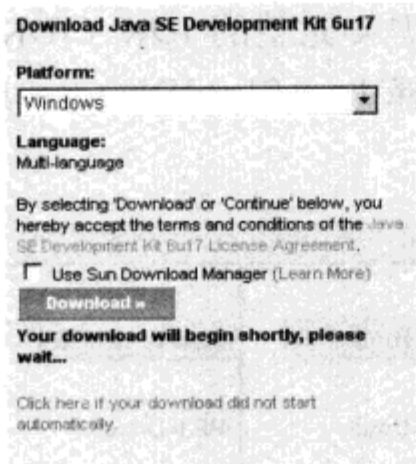 Download Java SE Development Kit 6u17
Platform:
Windows
Language:
Multi-language
By selecting 'Download' or 'Continue' below, you
hereby accept the terms and conditions of the Java
SE Development Kit 6u17 License Agreement.
Use Sun Download Manager (Learn More)
Download »
Your download will begin shortly, please
wait...
Click here if your download did not start
automatically.